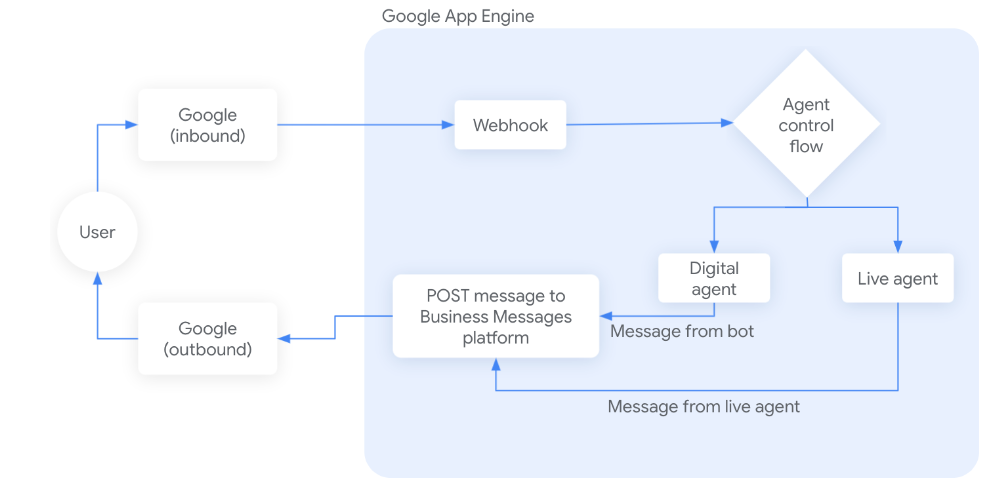 Google App Engine
Google
(inbound)
Webhook
Agent
control
flow
User
Digital
agent
Live agent
POST message to
Business Messages
platform
Google
(outbound)
Message from bot
Message from live agent